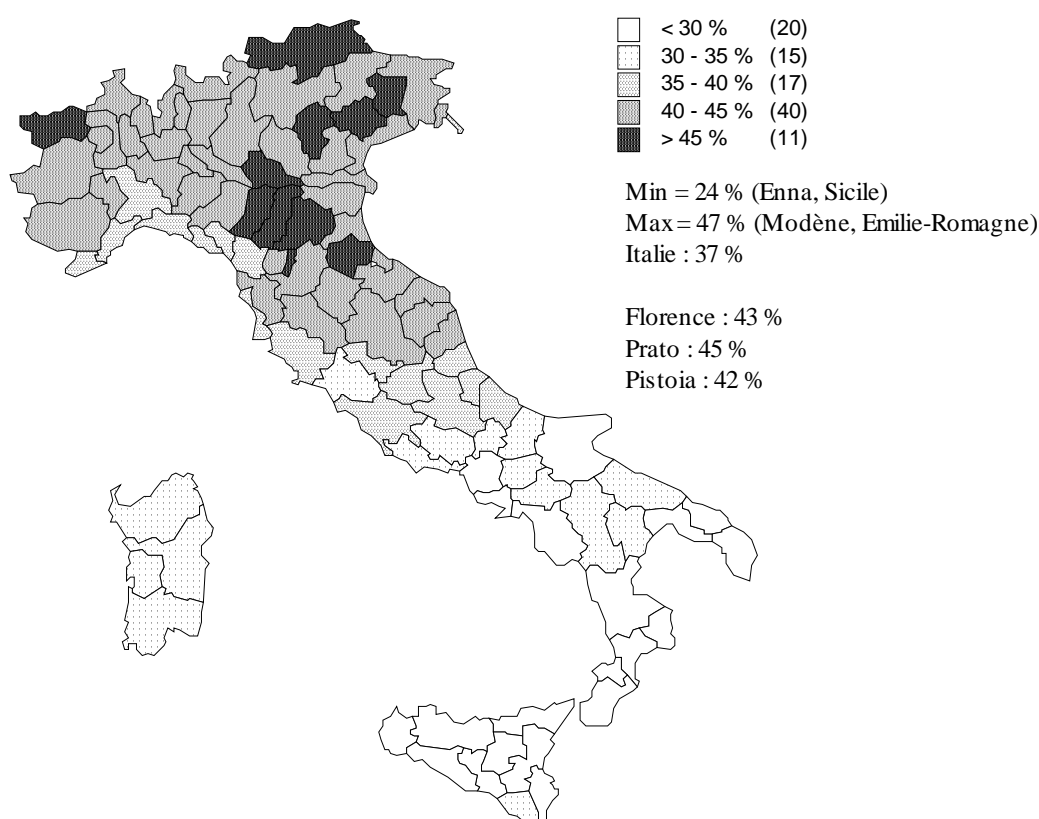 < 30 % (20)
30 - 35 % (15)
35 - 40 % (17)
40 - 45 % (40)
> 45 % (11)
Min = 24 % (Enna, Sicile)
Max = 47 % (Modène, Emilie-Romagne)
Italie : 37 %
Florence : 43 %
Prato : 45 %
Pistoia : 42 %